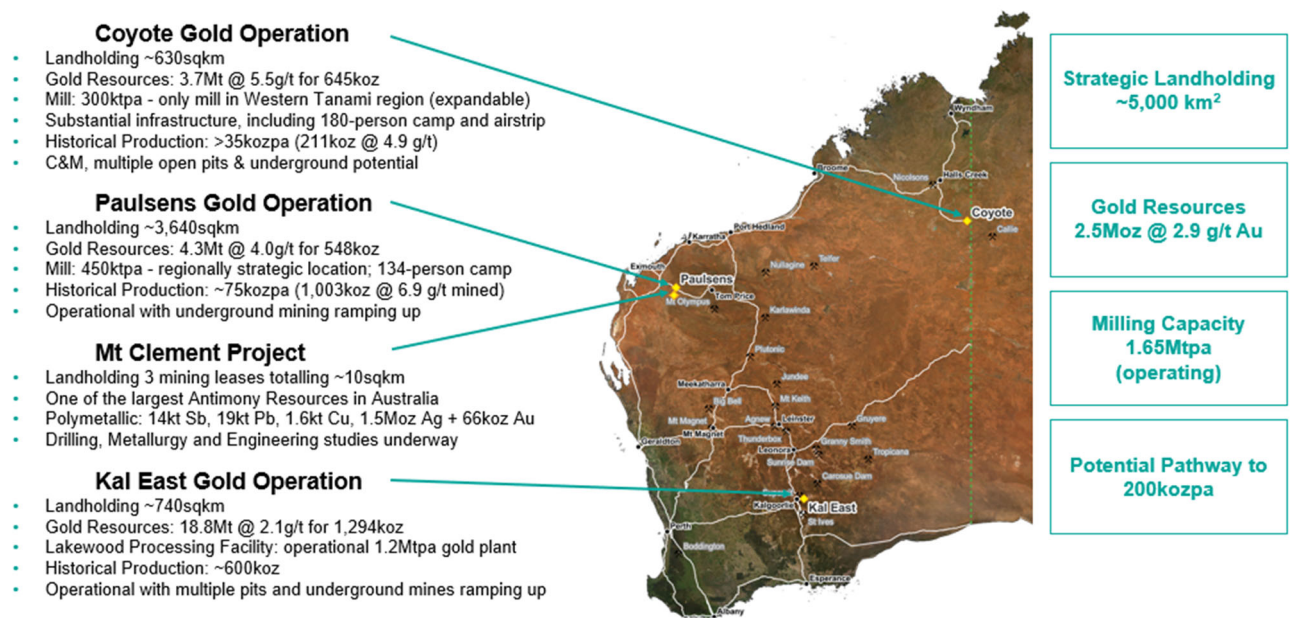 Coyote Gold Operation
• Landholding ~630sqkm
• Gold Resources: 3.7Mt @ 5.5g/t for 645koz
• Mill: 300ktpa - only mill in Western Tanami region (expandable)
• Substantial infrastructure, including 180-person camp and airstrip
• Historical Production: >35kozpa (211koz @ 4.9 g/t)
• C&M, multiple open pits & underground potential
Paulsens Gold Operation
• Landholding ~3,640sqkm
• Gold Resources: 4.3Mt @ 4.0g/t for 548koz
• Mill: 450ktpa - regionally strategic location; 134-person camp
• Historical Production: ~75kozpa (1,003koz @ 6.9 g/t mined)
• Operational with underground mining ramping up
Mt Clement Project
• Landholding 3 mining leases totalling ~10sqkm
• One of the largest Antimony Resources in Australia
• Polymetallic: 14kt Sb, 19kt Pb, 1.6kt Cu, 1.5Moz Ag + 66koz Au
• Drilling, Metallurgy and Engineering studies underway
Kal East Gold Operation
• Landholding ~740sqkm
• Gold Resources: 18.8Mt @ 2.1g/t for 1,294koz
• Lakewood Processing Facility: operational 1.2Mtpa gold plant
• Historical Production: ~600koz
• Operational with multiple pits and underground mines ramping up
Wyndham
Broome
Nicolsons
Halls Creek
Coyote
Callie
Port Hedland
Karratha
Exmouth
Nullagine
Telfer
Paulsens
Tom Price
Mt Olympus
Karlawinda
Plutonic
Meekatharra
Jundee
Big Bell
Mt Keith
Mt Magnet
Agnew
Leinster
Gruyere
Mt Magnet
Thunderbox
Geraldton
Leonora
Granny Smith
Sunrise Dam
Tropicana
Carosue Dam
Kalgoorlie
Kal East
St Ives
Perth
Boddington
Esperance
Albany
Strategic Landholding
~5,000 km²
Gold Resources
2.5Moz @ 2.9 g/t Au
Milling Capacity
1.65Mtpa
(operating)
Potential Pathway to
200kozpa